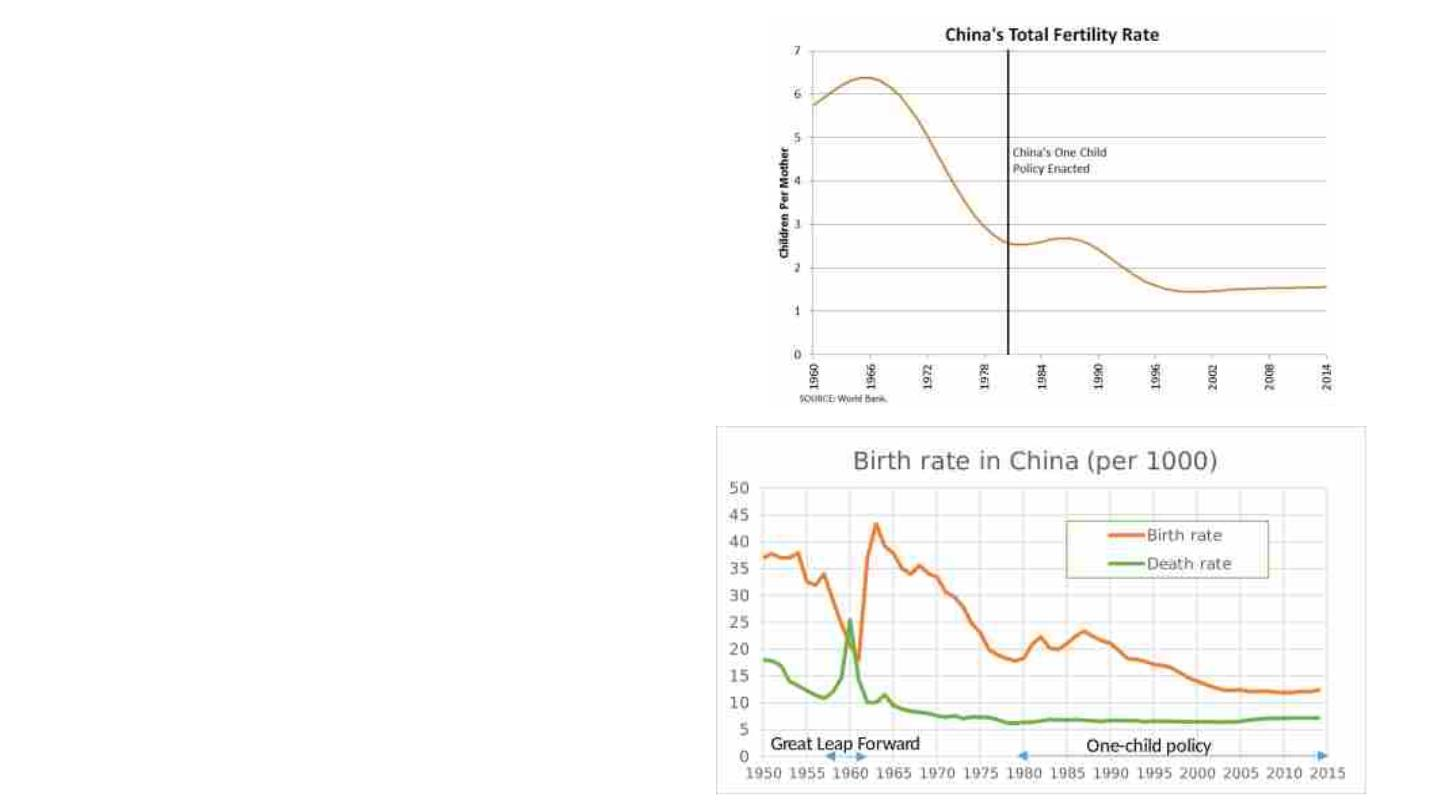 China's Total Fertility Rate
7
6
5
4
3
2
1
0
Children Per Mother
China's One Child
Policy Enacted
1960 1966 1972 1978 1984 1990 1996 2002 2008 2014
SOURCE: World Bank.
Birth rate in China (per 1000)
50
45
40
35
30
25
20
15
10
5
0
Birth rate
Death rate
Great Leap Forward
One-child policy
1950 1955 1960 1965 1970 1975 1980 1985 1990 1995 2000 2005 2010 2015